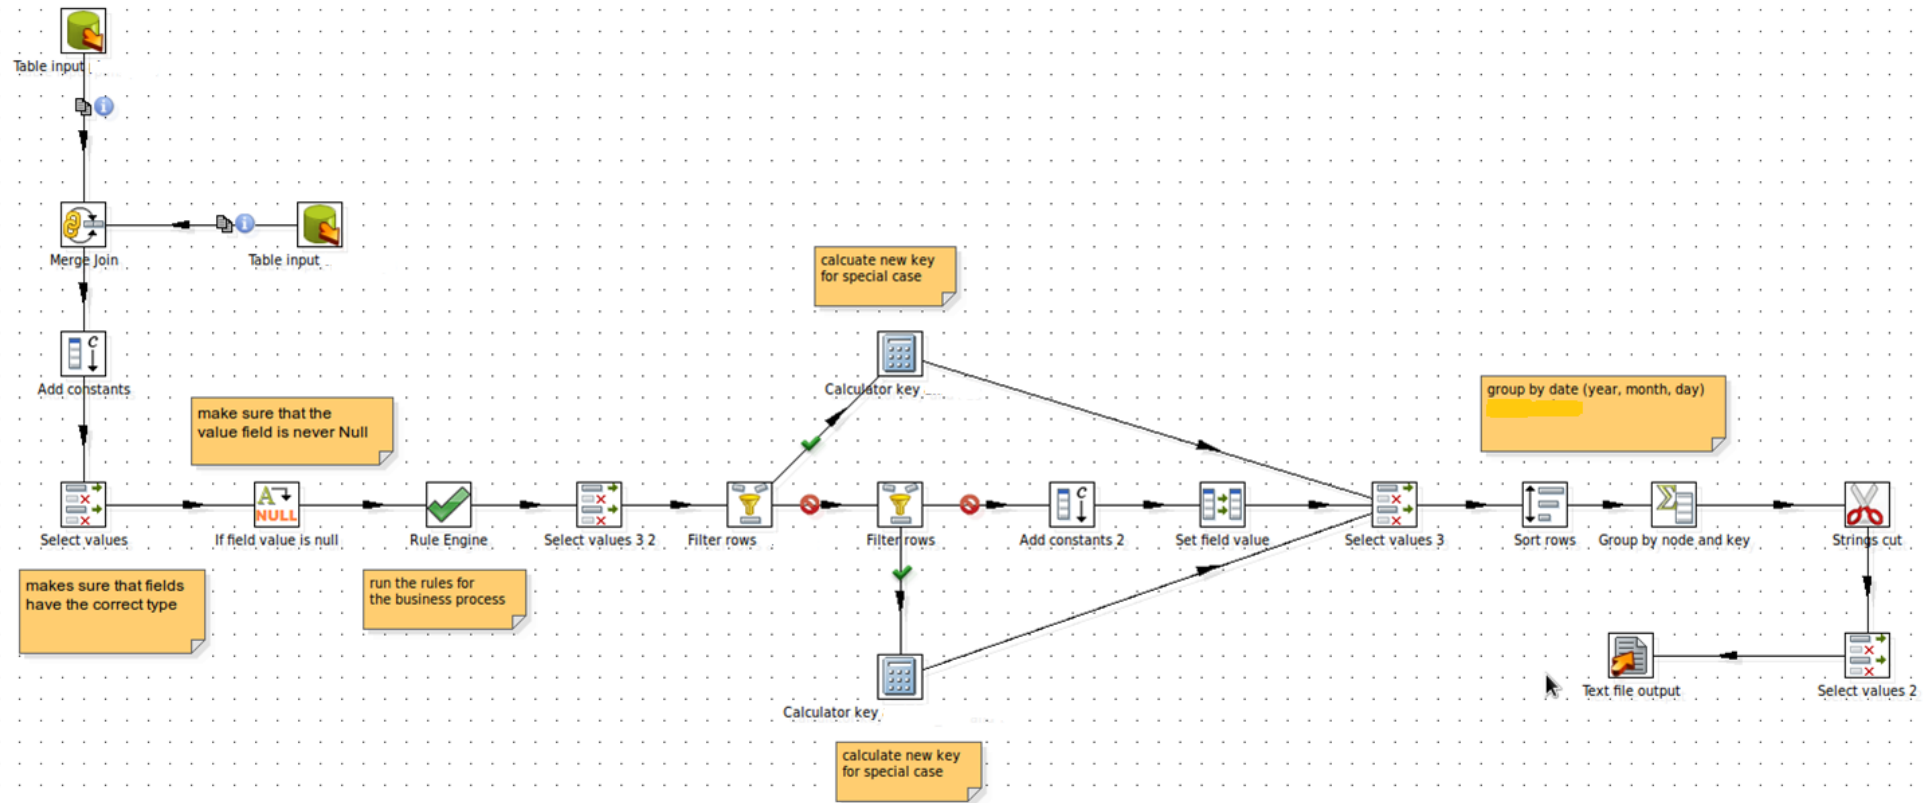 Table input
Merge Join
Table input
calcuate new key
for special case
Add constants
Calculator key
make sure that the
value field is never Null
group by date (year, month, day)
A
NULL
C
Select values
If field value is null
Rule Engine
Select values 3 2
Filter rows
Filter rows
Add constants 2
Set field value
Select values 3
Sort rows
Group by node and key
Strings cut
makes sure that fields
have the correct type
run the rules for
the business process
Calculator key
Text file output
Select values 2
calculate new key
for special case